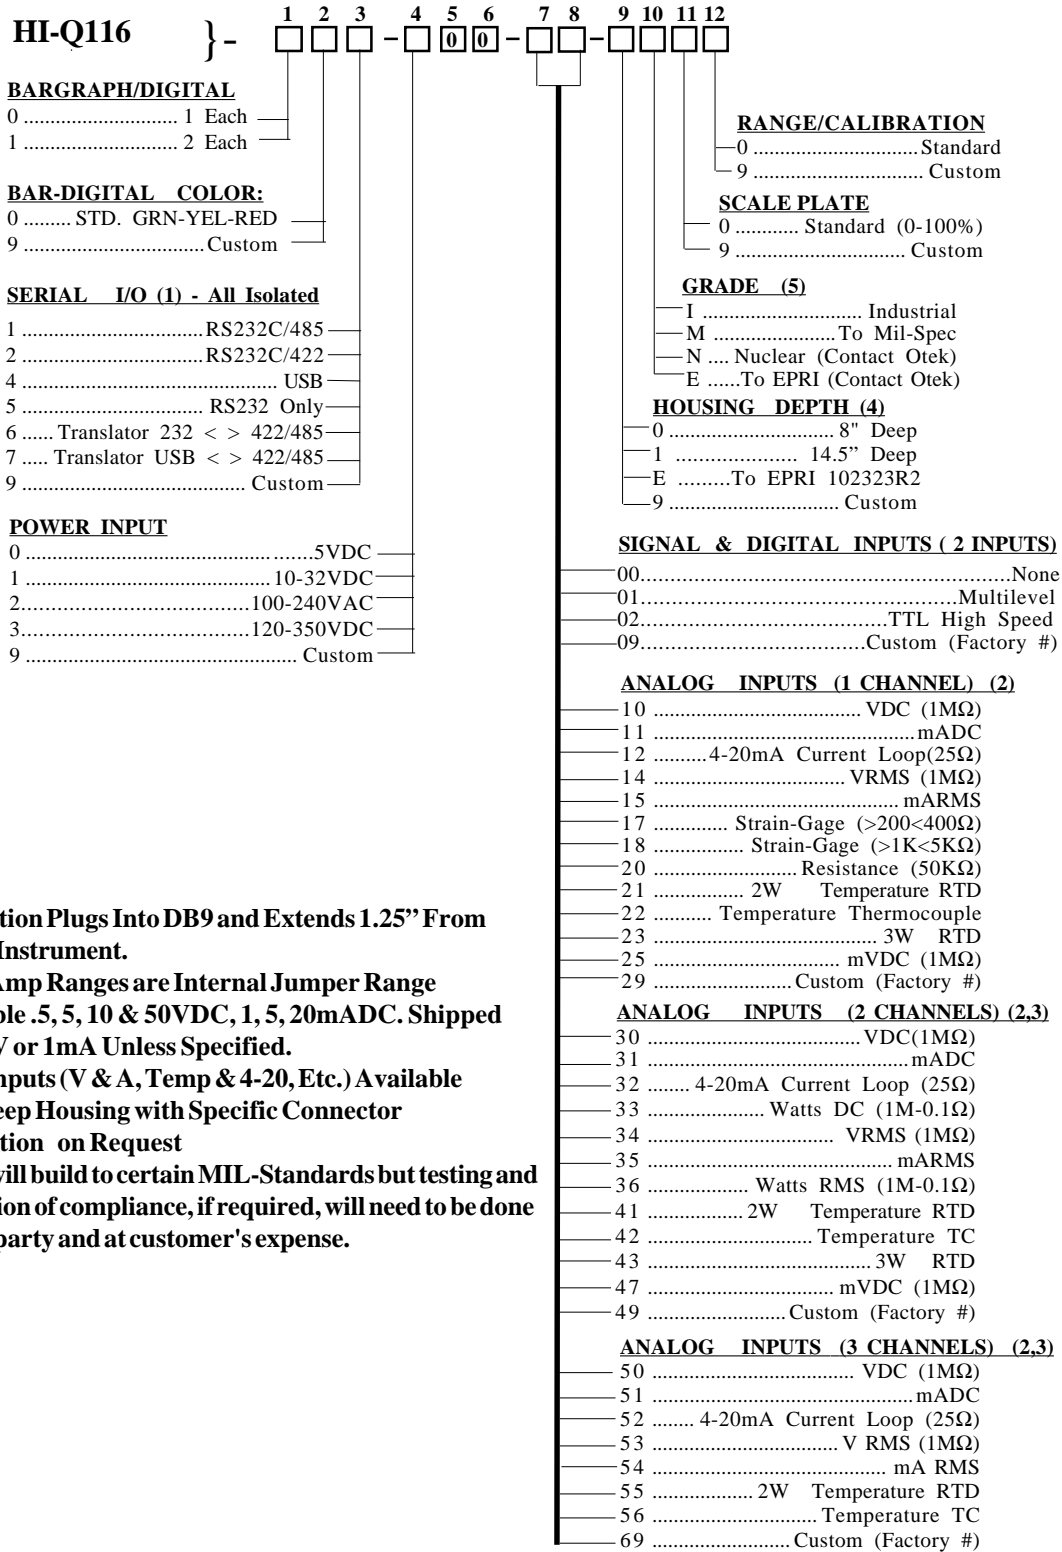 1 2 3 4 5 6 7 8 9 10 11 12
HI-Q116 } - - 0 0 - -
BARGRAPH/DIGITAL
0 ............................. 1 Each
1 ............................. 2 Each
BAR-DIGITAL COLOR:
0 ......... STD. GRN-YEL-RED
9 ..................................Custom
SERIAL I/O (1) - All Isolated
1 ..................................RS232C/485
2 ..................................RS232C/422
4 ................................................ USB
5 .................................. RS232 Only
6 ...... Translator 232 < > 422/485
7 ..... Translator USB < > 422/485
9 .......................................... Custom
POWER INPUT
0 .....................................................5VDC
1 ..............................................10-32VDC
2.....................................100-240VAC
3.....................................120-350VDC
9 ................................................... Custom
RANGE/CALIBRATION
0 ...............................Standard
9 ................................ Custom
SCALE PLATE
0 ............ Standard (0-100%)
9 ................................ Custom
GRADE (5)
I .............................. Industrial
M .......................To Mil-Spec
N .... Nuclear (Contact Otek)
E ......To EPRI (Contact Otek)
HOUSING DEPTH (4)
0 ............................... 8" Deep
1 .................... 14.5” Deep
E .........To EPRI 102323R2
9 ................................ Custom
SIGNAL & DIGITAL INPUTS ( 2 INPUTS)
00............................................................None
01...................................................Multilevel
02........................................TTL High Speed
09....................................Custom (Factory #)
ANALOG INPUTS (1 CHANNEL) (2)
10 ....................................... VDC (1MΩ)
11 .................................................mADC
12 ..........4-20mA Current Loop(25Ω)
14 .................................... VRMS (1MΩ)
15 .............................................. mARMS
17 .............. Strain-Gage (>200<400Ω)
18 ................. Strain-Gage (>1K<5KΩ)
20 ...........................Resistance (50KΩ)
21 ................. 2W Temperature RTD
22 ........... Temperature Thermocouple
23 .......................................... 3W RTD
25 ................................... mVDC (1MΩ)
29 ..........................Custom (Factory #)
ANALOG INPUTS (2 CHANNELS) (2,3)
30 ........................................VDC(1MΩ)
31 .................................................mADC
32 ........ 4-20mA Current Loop (25Ω)
33 ...................... Watts DC (1M-0.1Ω)
34 ................................... VRMS (1MΩ)
35 .............................................. mARMS
36 ................... Watts RMS (1M-0.1Ω)
41 ..................2W Temperature RTD
42 ...............................Temperature TC
43 ..........................................3W RTD
47 ................................... mVDC (1MΩ)
49 ..........................Custom (Factory #)
ANALOG INPUTS (3 CHANNELS) (2,3)
50 ...................................... VDC (1MΩ)
51 .................................................mADC
52 ........ 4-20mA Current Loop (25Ω)
53 ................................... V RMS (1MΩ)
54 ............................................ mA RMS
55 ...................2W Temperature RTD
56 ...............................Temperature TC
69 ..........................Custom (Factory #)
tion Plugs Into DB9 and Extends 1.25” From
Instrument.
Amp Ranges are Internal Jumper Range
ble .5, 5, 10 & 50VDC, 1, 5, 20mADC. Shipped
V or 1mA Unless Specified.
nputs (V & A, Temp & 4-20, Etc.) Available
eep Housing with Specific Connector
tion on Request
will build to certain MIL-Standards but testing and
ion of compliance, if required, will need to be done
party and at customer's expense.